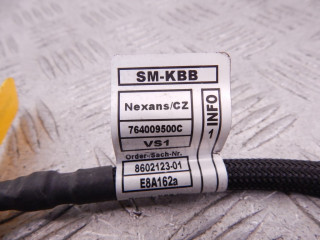 SM-KBB
Nexans/CZ
764009500C
VS1
Order-Sach-Nr.
8602123-01
E8A162a
1 INFO